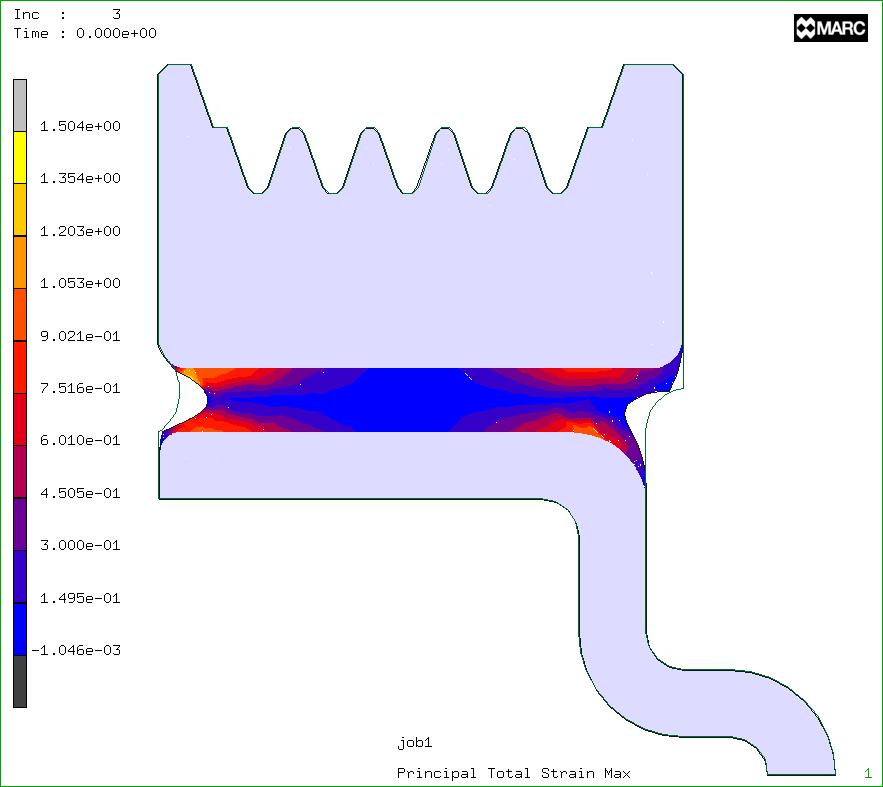 Inc  :     3
Time : 0.000e+00
MARC
1.504e+00
1.354e+00
1.203e+00
1.053e+00
9.021e-01
7.516e-01
6.010e-01
4.505e-01
3.000e-01
1.495e-01
-1.046e-03
job1
Principal Total Strain Max
1